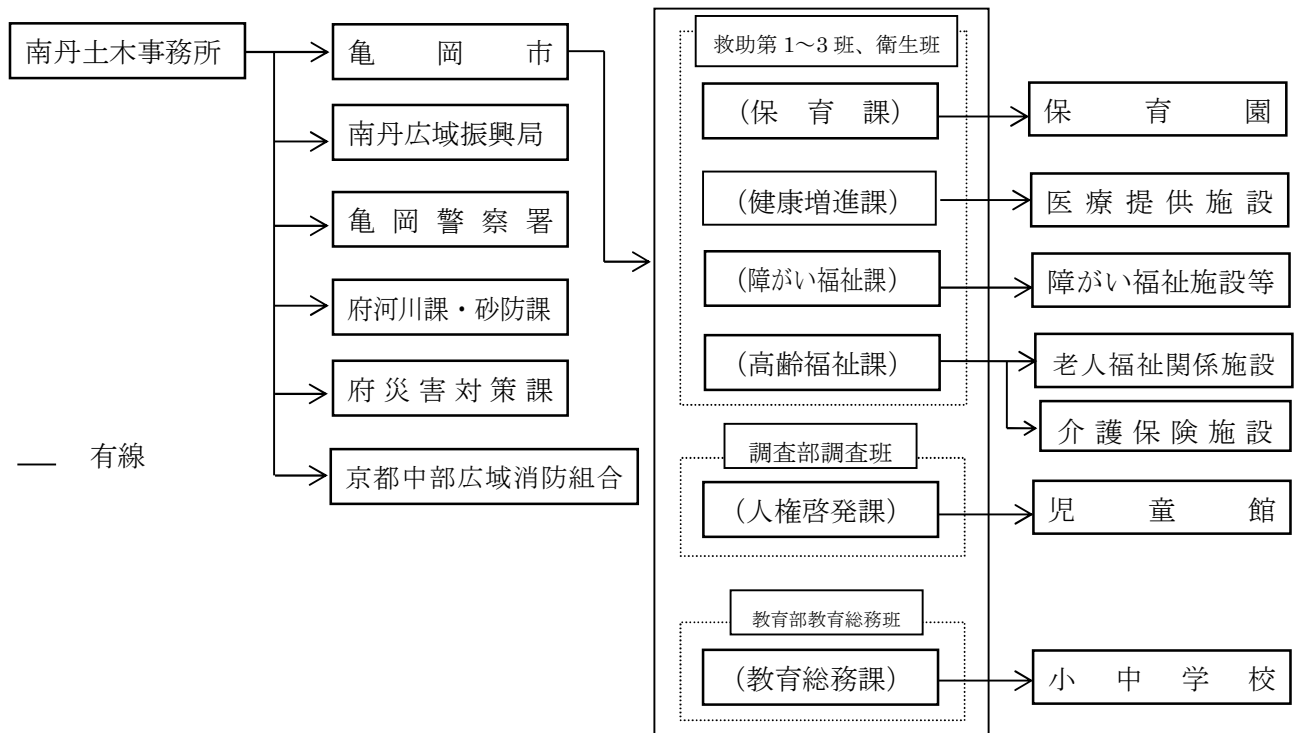 南丹土木事務所
亀岡市
南丹広域振興局
亀岡警察署
府河川課・砂防課
府災害対策課
京都中部広域消防組合
有線
救助第1~3班、衛生班
(保育課)
保育園
(健康増進課)
医療提供施設
(障がい福祉課)
障がい福祉施設等
(高齢福祉課)
老人福祉関係施設
介護保険施設
調査部調査班
(人権啓発課)
児童館
教育部教育総務班
(教育総務課)
小中学校